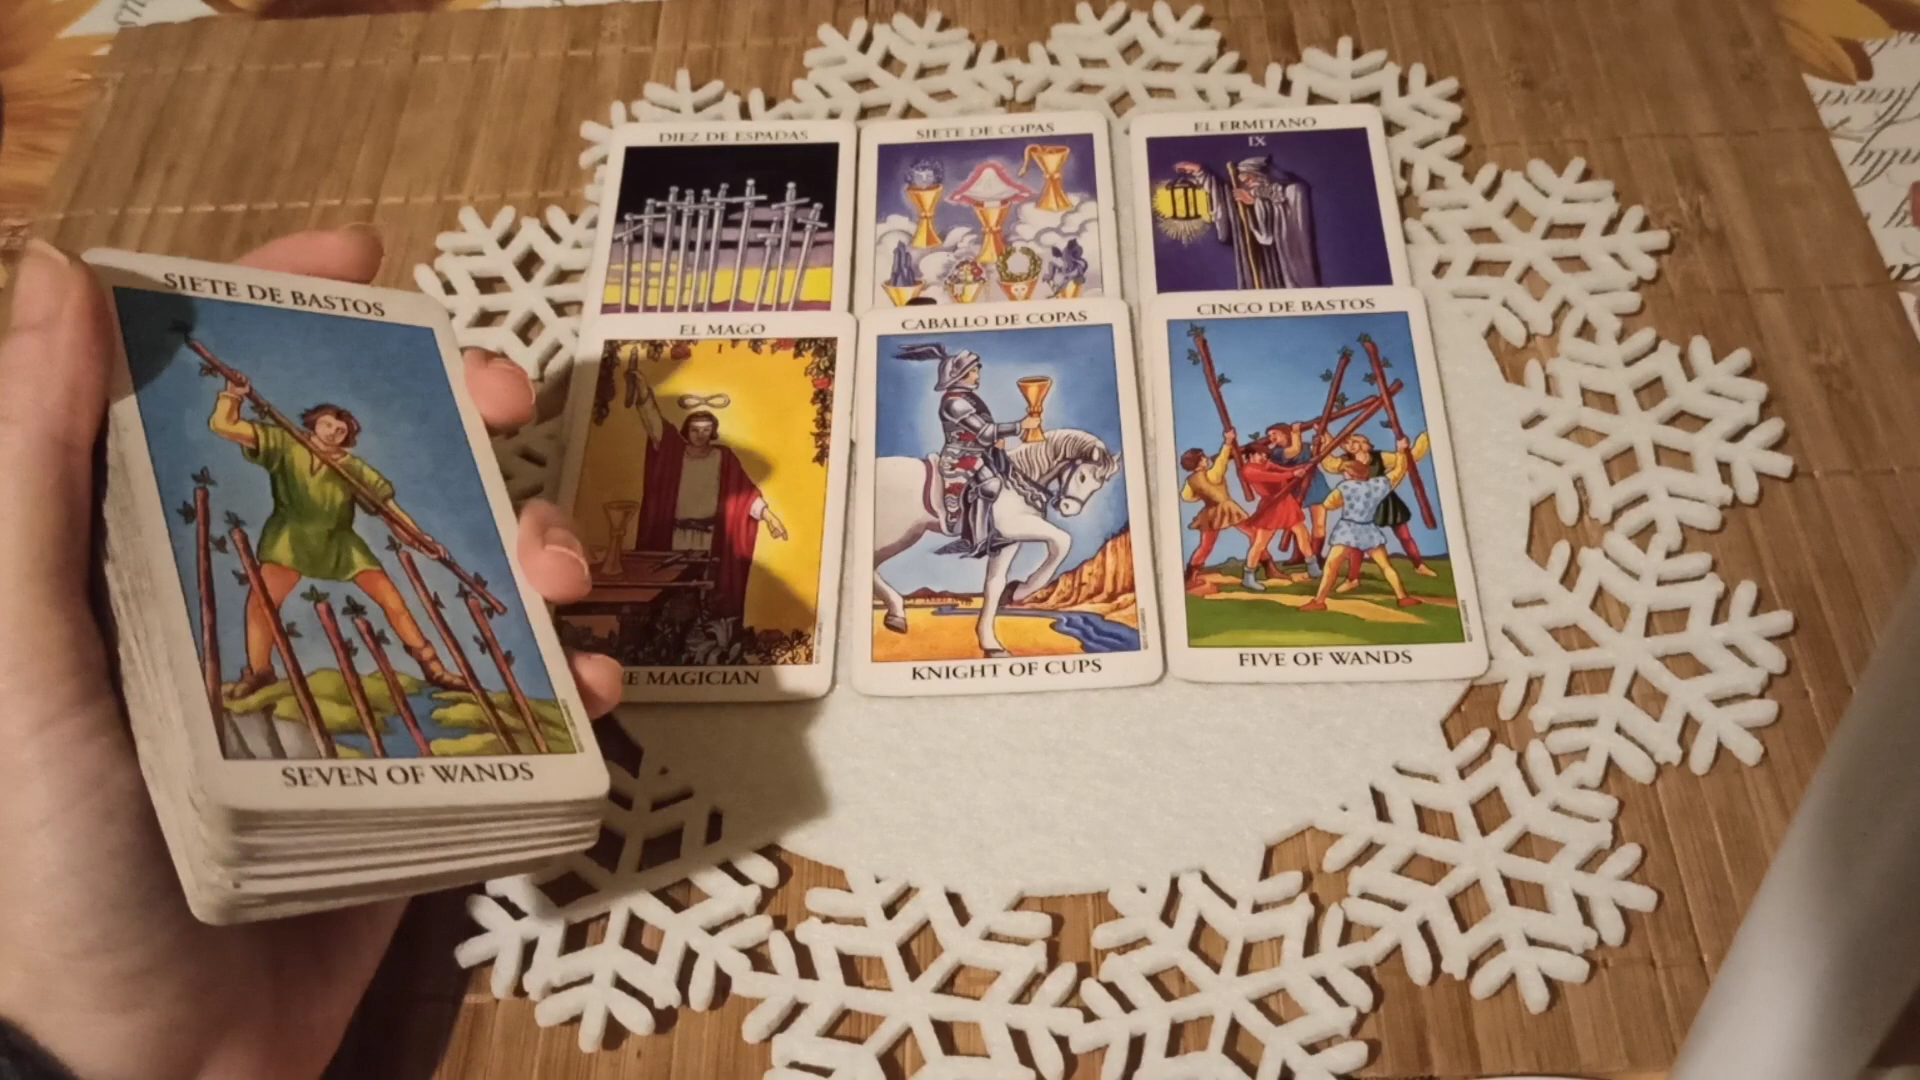 DIEZ DE ESPADAS
SIETE DE COPAS
EL ERMITAÑO
IX
EL MAGO
I
E MAGICIAN
CABALLO DE COPAS
KNIGHT OF CUPS
CINCO DE BASTOS
FIVE OF WANDS
SIETE DE BASTOS
SEVEN OF WANDS